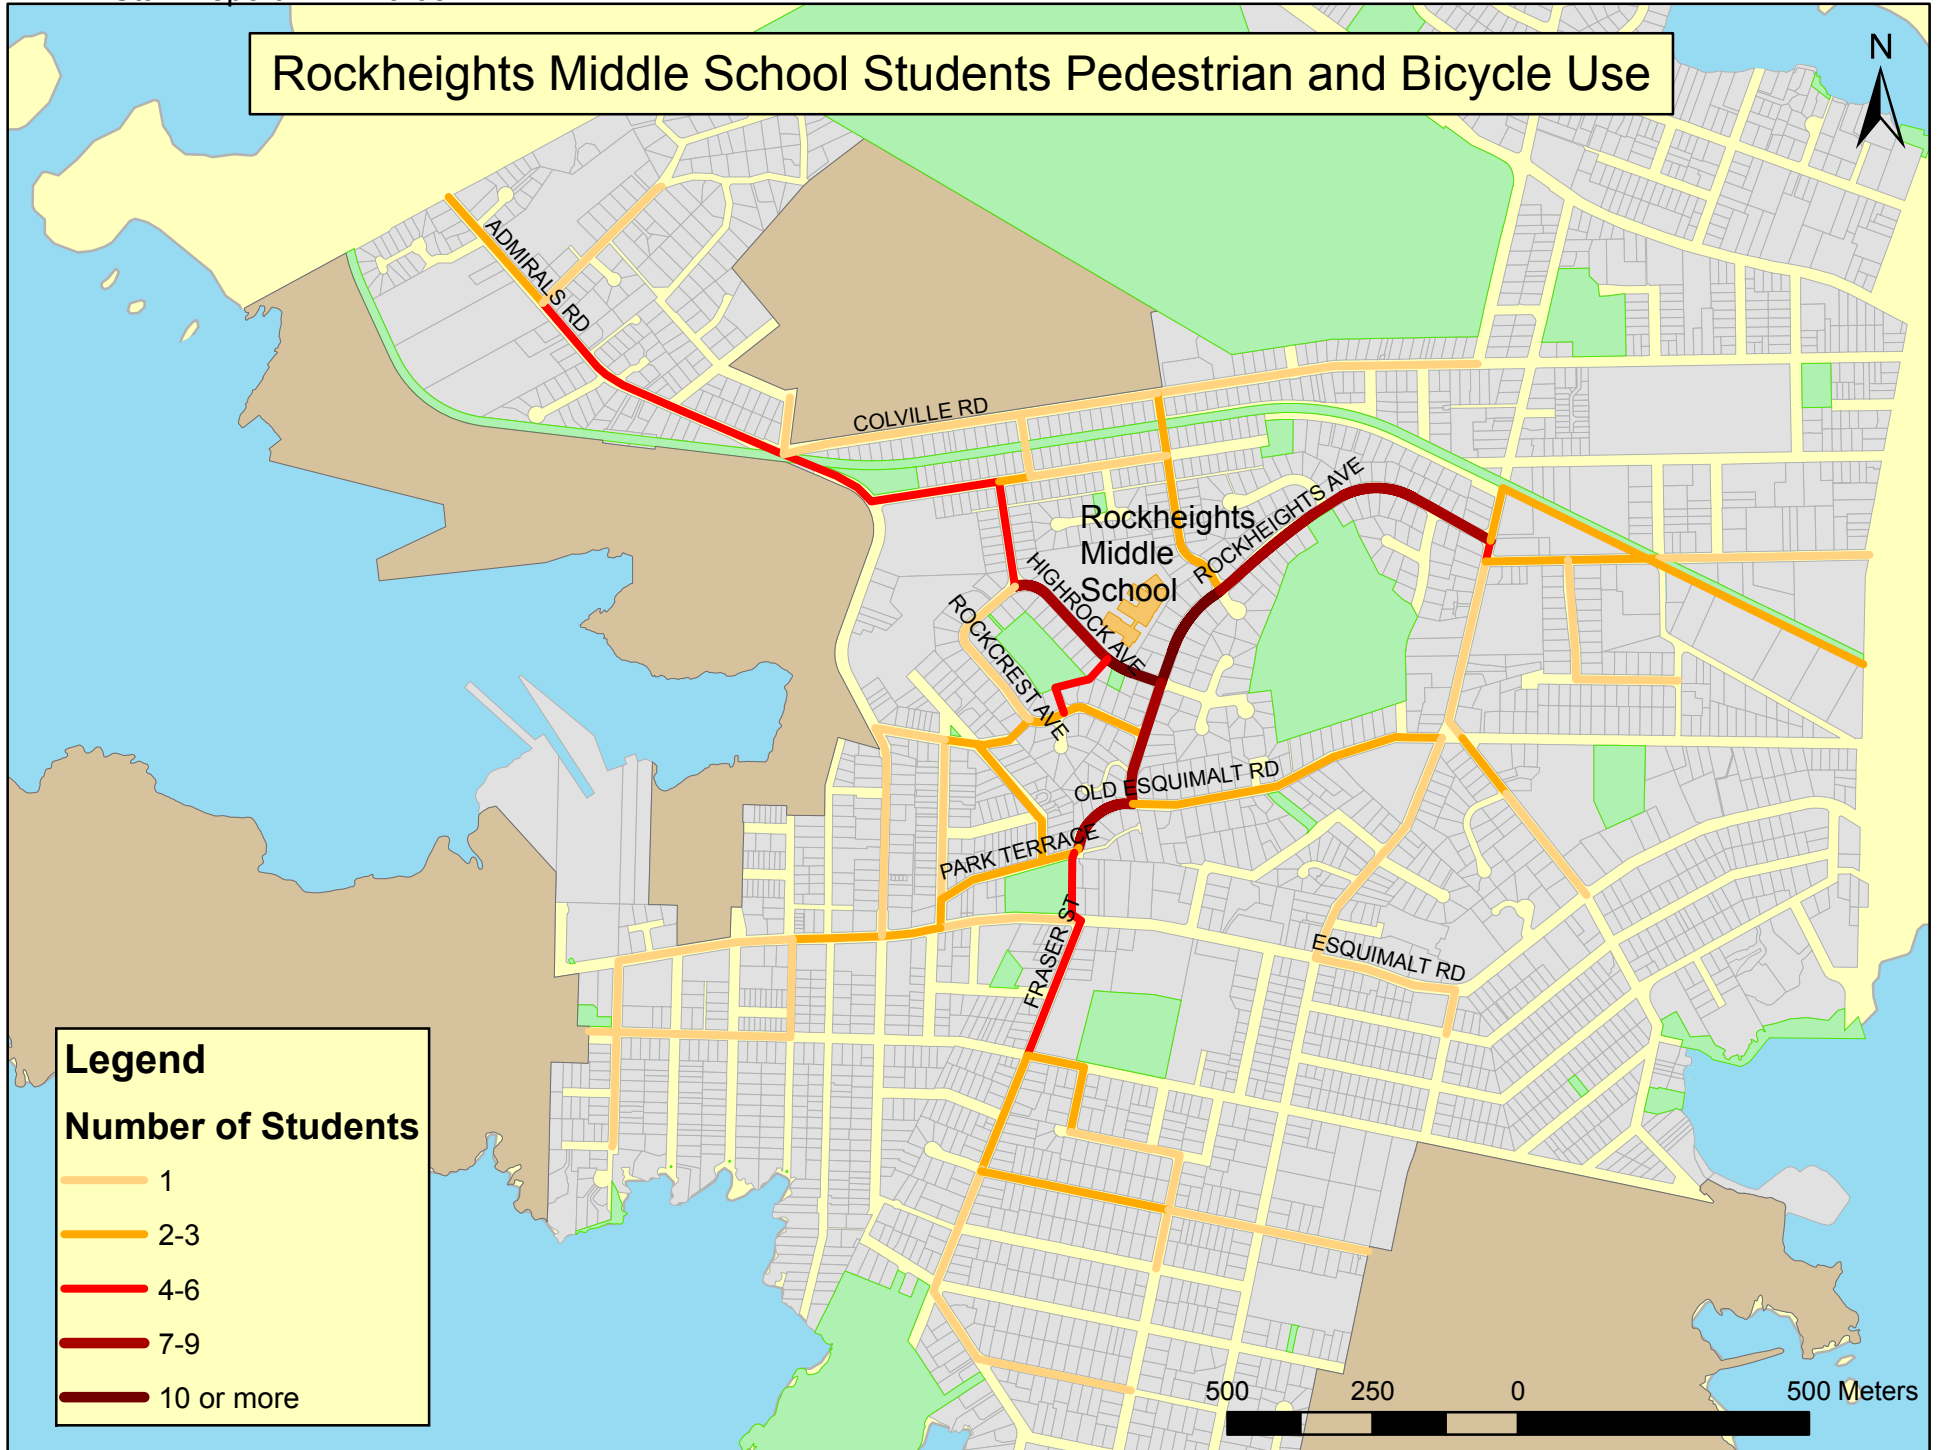 Rockheights Middle School Students Pedestrian and Bicycle Use
N
ADMIRALS RD
COLVILLE RD
ROCKHEIGHTS AVE
Rockheights
Middle
School
HIGHROCK AVE
ROCKCREST AVE
OLD ESQUIMALT RD
PARK TERRACE
FRASER ST
ESQUIMALT RD
Legend
Number of Students
1
2-3
4-6
7-9
10 or more
500 250 0 500 Meters